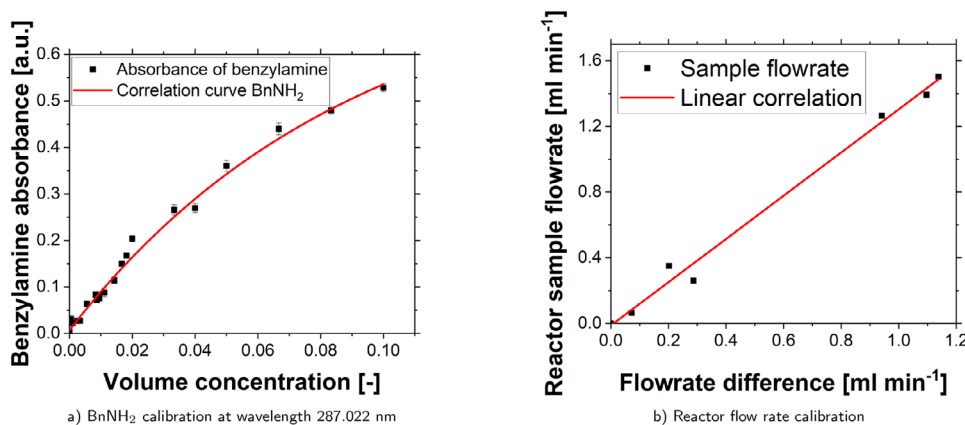 0.6
0.5
0.4
0.3
0.2
0.1
0.0
Benzylamine absorbance [a.u.]
Absorbance of benzylamine
Correlation curve BnNH₂
0.00 0.02 0.04 0.06 0.08 0.10
Volume concentration [-]
a) BnNH₂ calibration at wavelength 287.022 nm
1.6
1.2
0.8
0.4
0.0
Reactor sample flowrate [ml min⁻¹]
Sample flowrate
Linear correlation
0.0 0.2 0.4 0.6 0.8 1.0 1.2
Flowrate difference [ml min⁻¹]
b) Reactor flow rate calibration